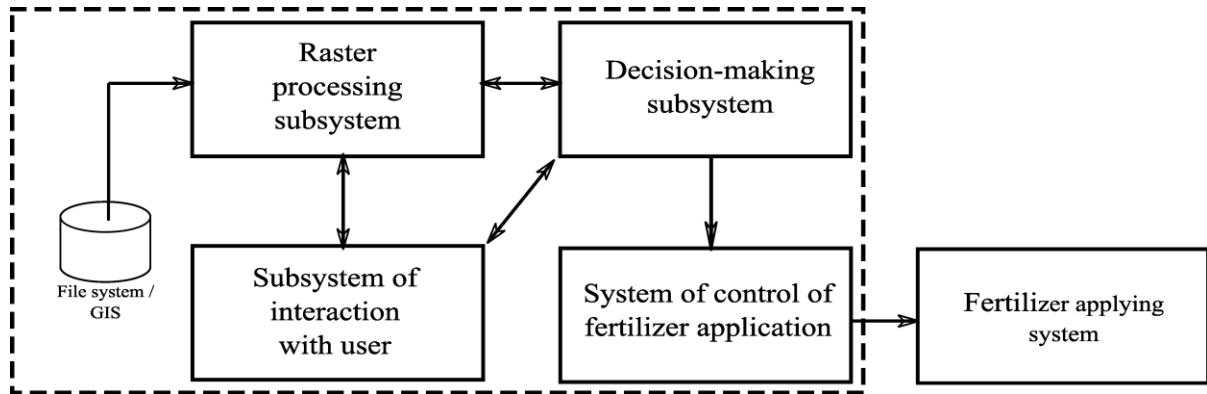 Raster
processing
subsystem
Decision-making
subsystem
File system /
GIS
Subsystem of
interaction
with user
System of control of
fertilizer application
Fertilizer applying
system